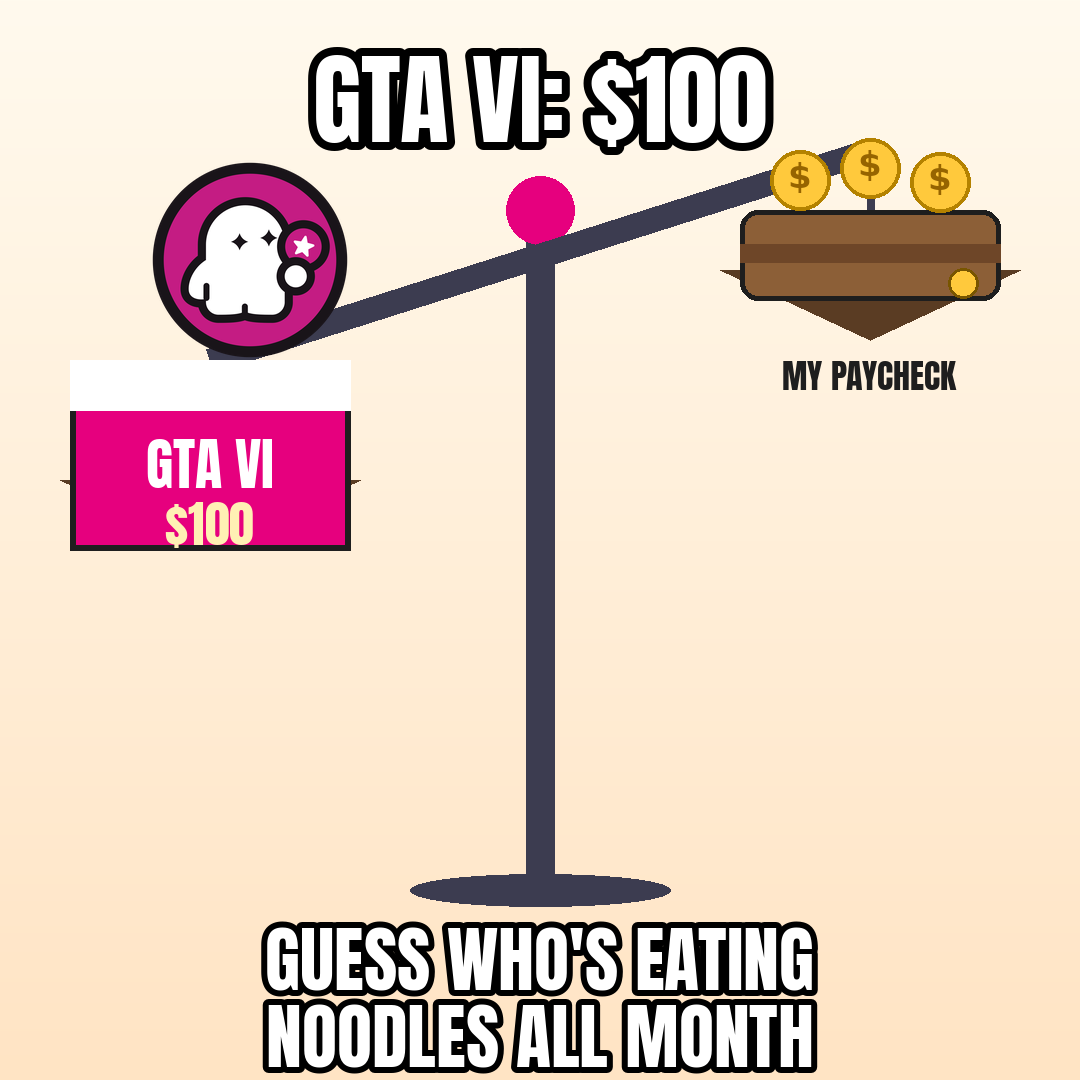 GTA VI: $100
$ $ $
MY PAYCHECK
GTA VI
$100
GUESS WHO'S EATING
NOODLES ALL MONTH